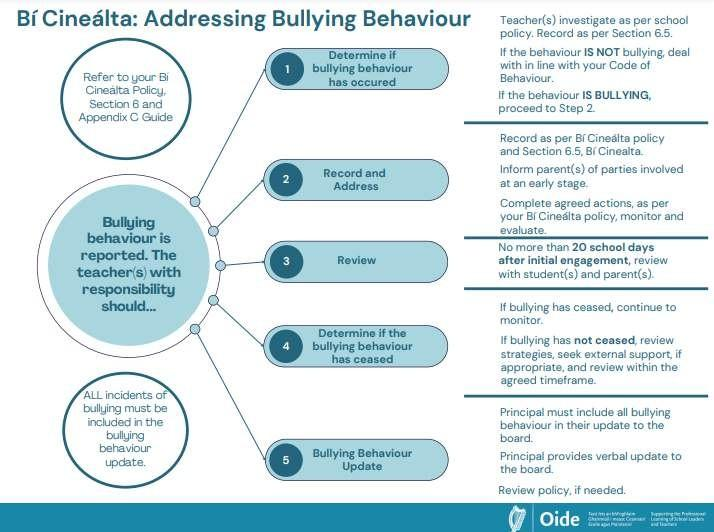 Bí Cineálta: Addressing Bullying Behaviour
Refer to your Bí
Cineálta Policy,
Section 6 and
Appendix C Guide
Bullying
behaviour is
reported. The
teacher(s) with
responsibility
should...
ALL incidents of
bullying must be
included in the
bullying
behaviour
update.
1
Determine if
bullying behaviour
has occured
Teacher(s) investigate as per school
policy. Record as per Section 6.5.
If the behaviour IS NOT bullying, deal
with in line with your Code of
Behaviour.
If the behaviour IS BULLYING,
proceed to Step 2.
2
Record and
Address
Record as per Bí Cineálta policy
and Section 6.5, Bí Cinealta.
Inform parent(s) of parties involved
at an early stage.
Complete agreed actions, as per
your Bí Cineálta policy, monitor and
evaluate.
3
Review
No more than 20 school days
after initial engagement, review
with student(s) and parent(s).
4
Determine if the
bullying behaviour
has ceased
If bullying has ceased, continue to
monitor.
If bullying has not ceased, review
strategies, seek external support, if
appropriate, and review within the
agreed timeframe.
5
Bullying Behaviour
Update
Principal must include all bullying
behaviour in their update to the
board.
Principal provides verbal update to
the board.
Review policy, if needed.
Oide
Supporting the Professional
Learning of School Leaders
and Teachers